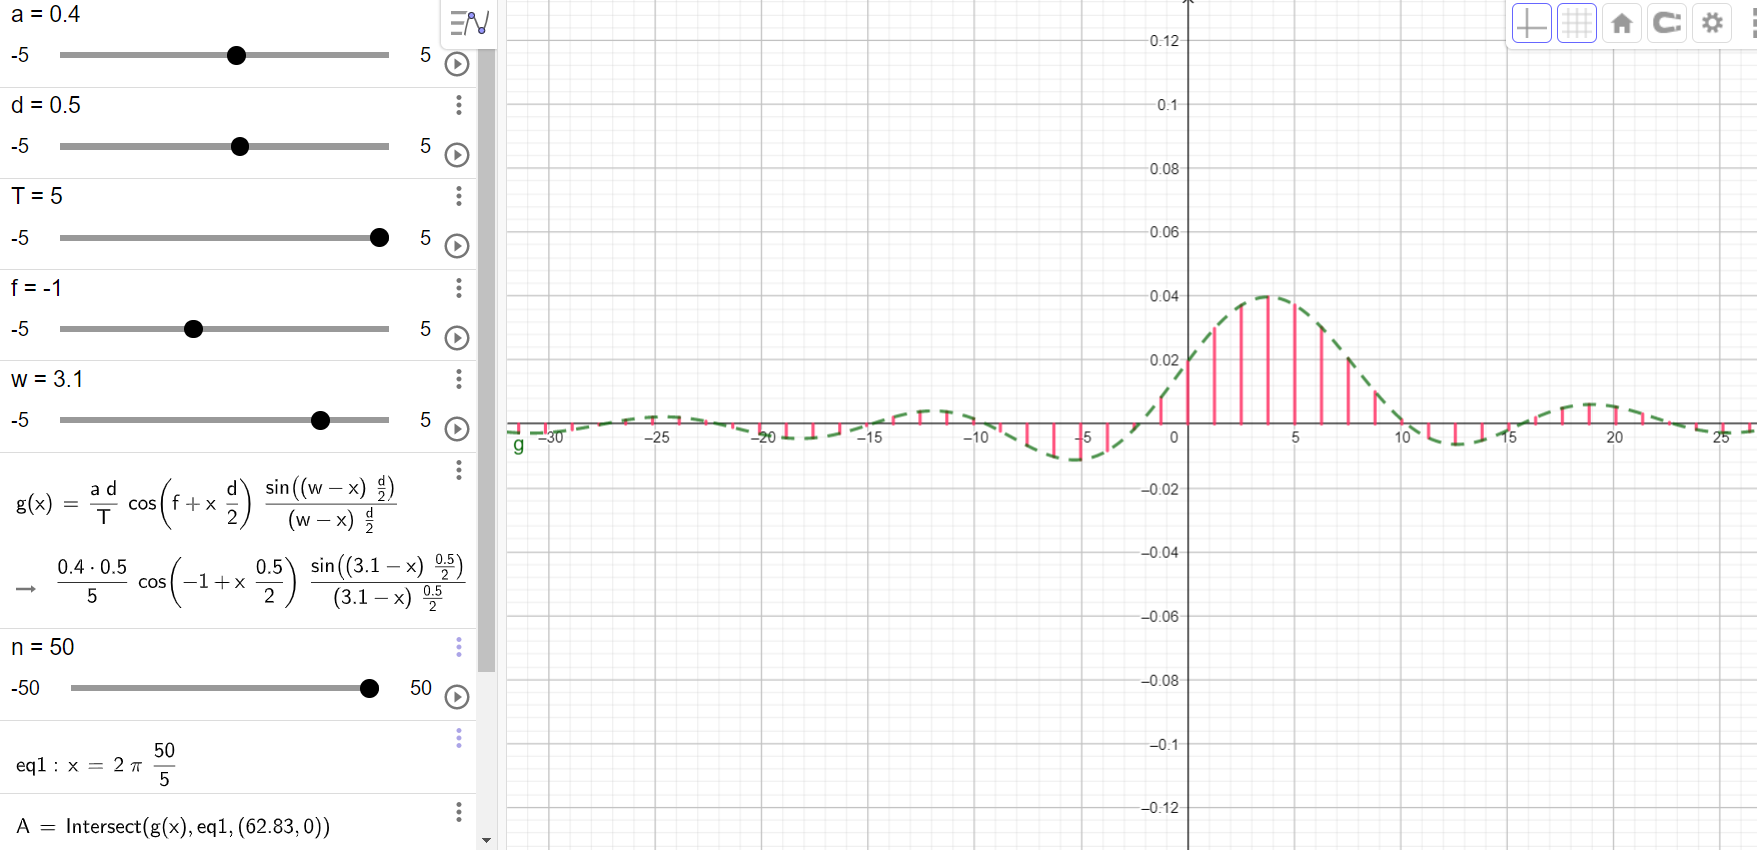 a = 0.4
-5 5
d = 0.5
-5 5
T = 5
-5 5
f = -1
-5 5
w = 3.1
-5 5
g(x) = a d / T cos(f + x d/2) sin((w − x) d/2) / (w − x) d/2
→ 0.4 · 0.5 / 5 cos(−1 + x 0.5/2) sin((3.1 − x) 0.5/2) / (3.1 − x) 0.5/2
n = 50
-50 50
eq1 : x = 2 π 50/5
A = Intersect(g(x), eq1, (62.83, 0))
0.12
0.1
0.08
0.06
0.04
0.02
g −30 −25 −20 −15 −10 −5 0 5 10 15 20 25
−0.02
−0.04
−0.06
−0.08
−0.1
−0.12